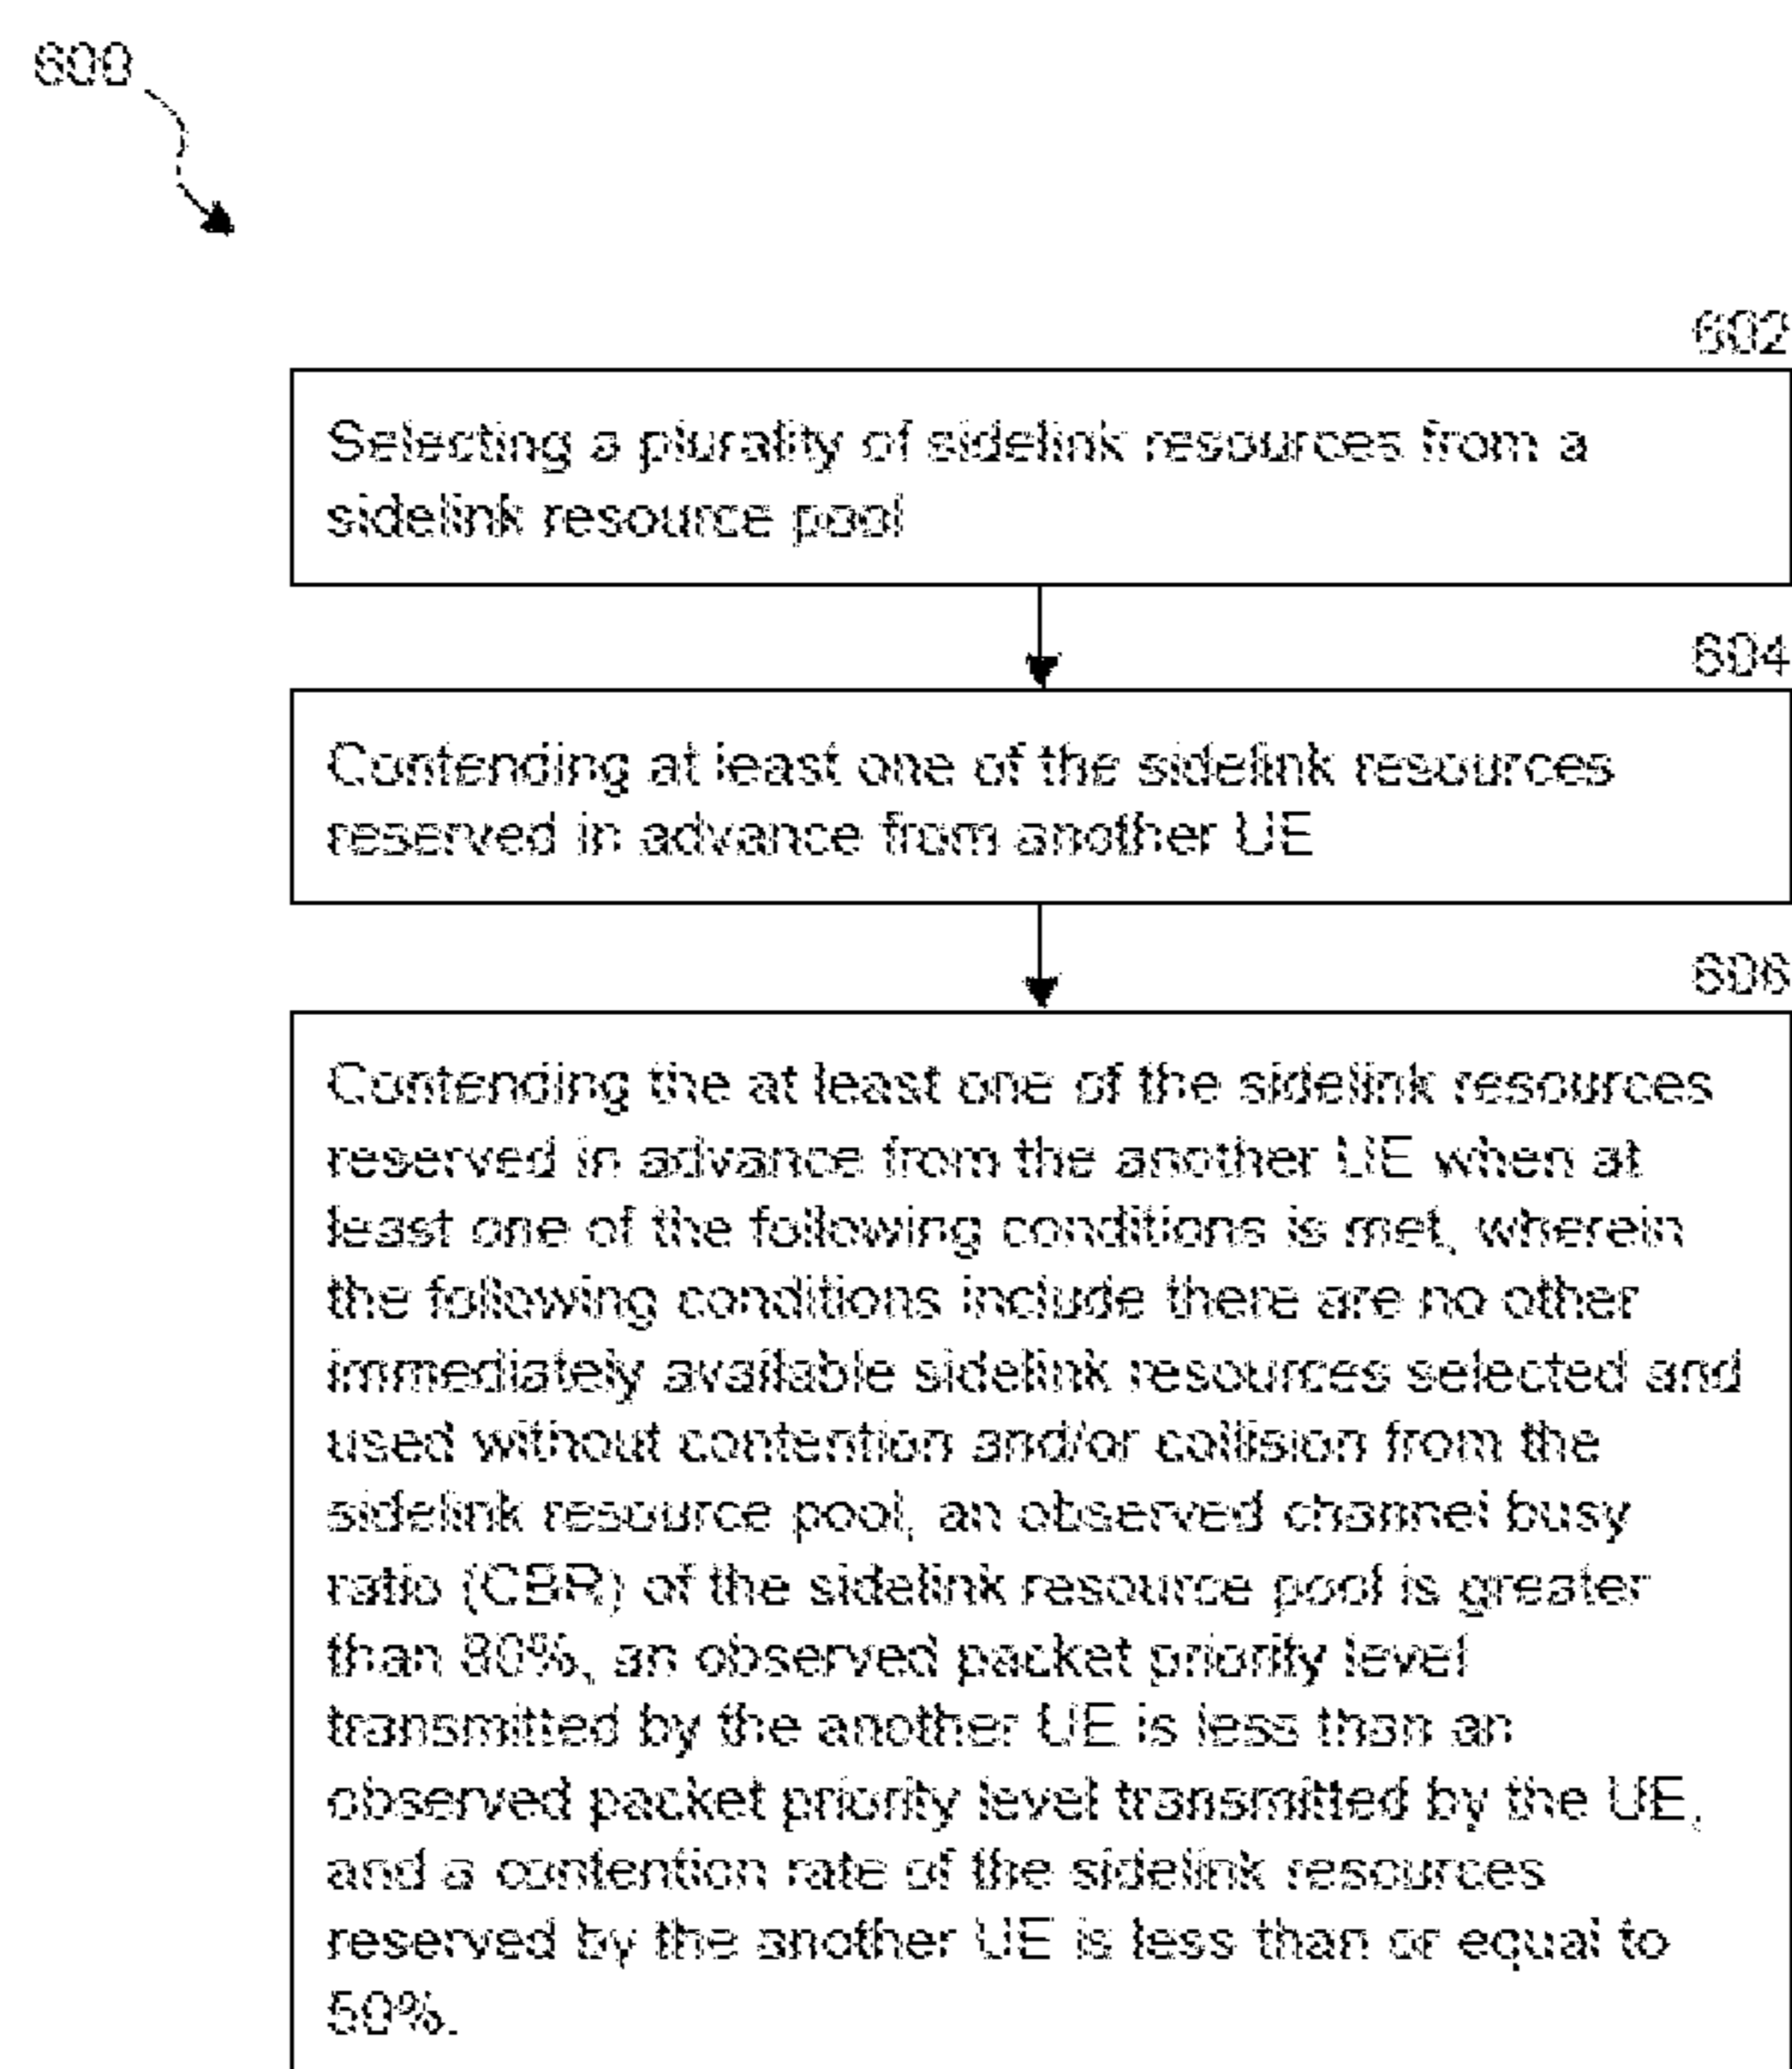 600
602
Selecting a plurality of sidelink resources from a
sidelink resource pool
604
Contending at least one of the sidelink resources
reserved in advance from another UE
606
Contending the at least one of the sidelink resources
reserved in advance from the another UE when at
least one of the following conditions is met, wherein
the following conditions include there are no other
immediately available sidelink resources selected and
used without contention and/or collision from the
sidelink resource pool, an observed channel busy
ratio (CBR) of the sidelink resource pool is greater
than 80%, an observed packet priority level
transmitted by the another UE is less than an
observed packet priority level transmitted by the UE,
and a contention rate of the sidelink resources
reserved by the another UE is less than or equal to
50%.